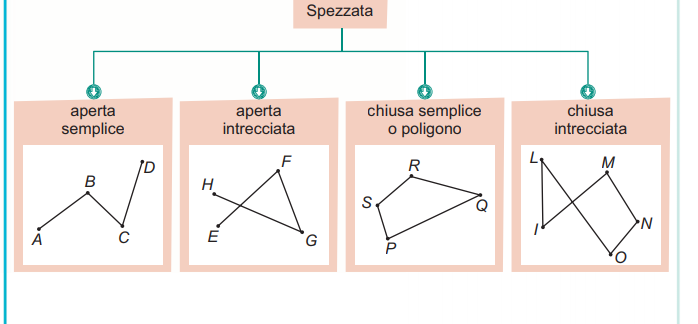 Spezzata
aperta
semplice
aperta
intrecciata
chiusa semplice
o poligono
chiusa
intrecciata
A
B
C
D
H
F
E
G
R
S
Q
P
L
M
I
N
O